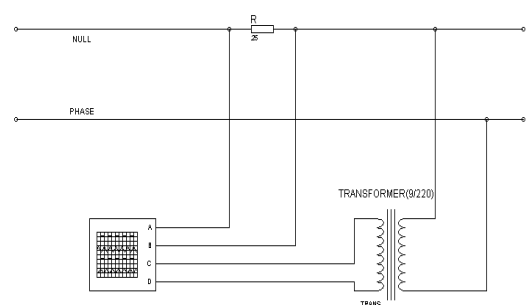 R
25
NULL
PHASE
TRANSFORMER(9/220)
A
B
C
D
TRANS